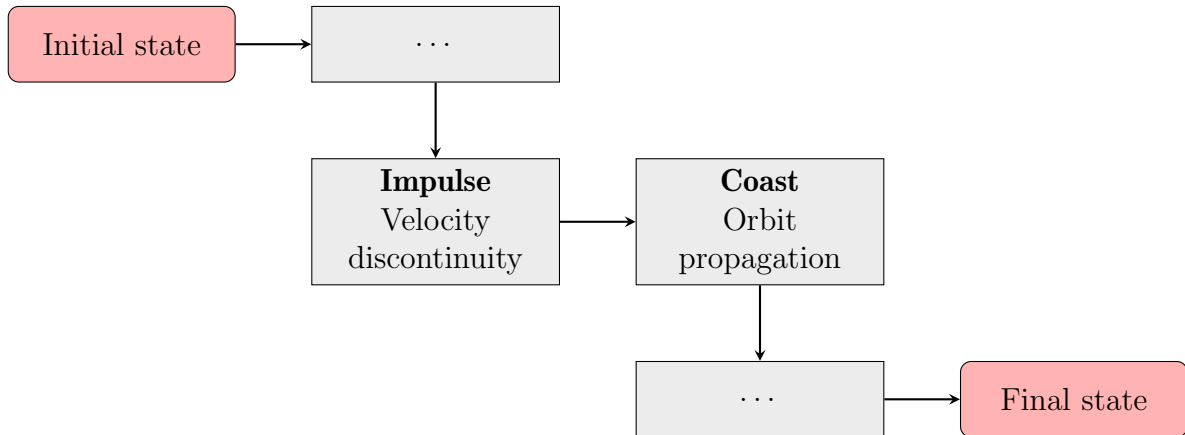 Initial state
...
Impulse
Velocity
discontinuity
Coast
Orbit
propagation
...
Final state